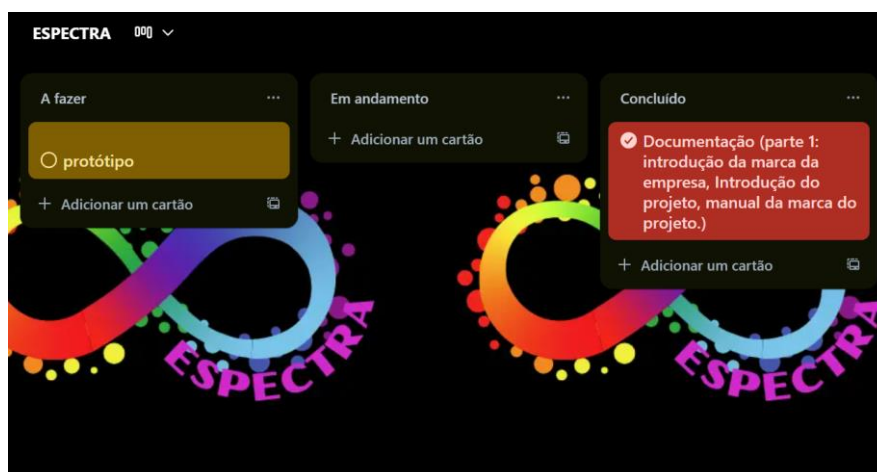 ESPECTRA
A fazer
protótipo
+ Adicionar um cartão
Em andamento
+ Adicionar um cartão
Concluído
Documentação (parte 1:
introdução da marca da
empresa, Introdução do
projeto, manual da marca do
projeto.)
+ Adicionar um cartão
ESPECTRA
ESPECTRA